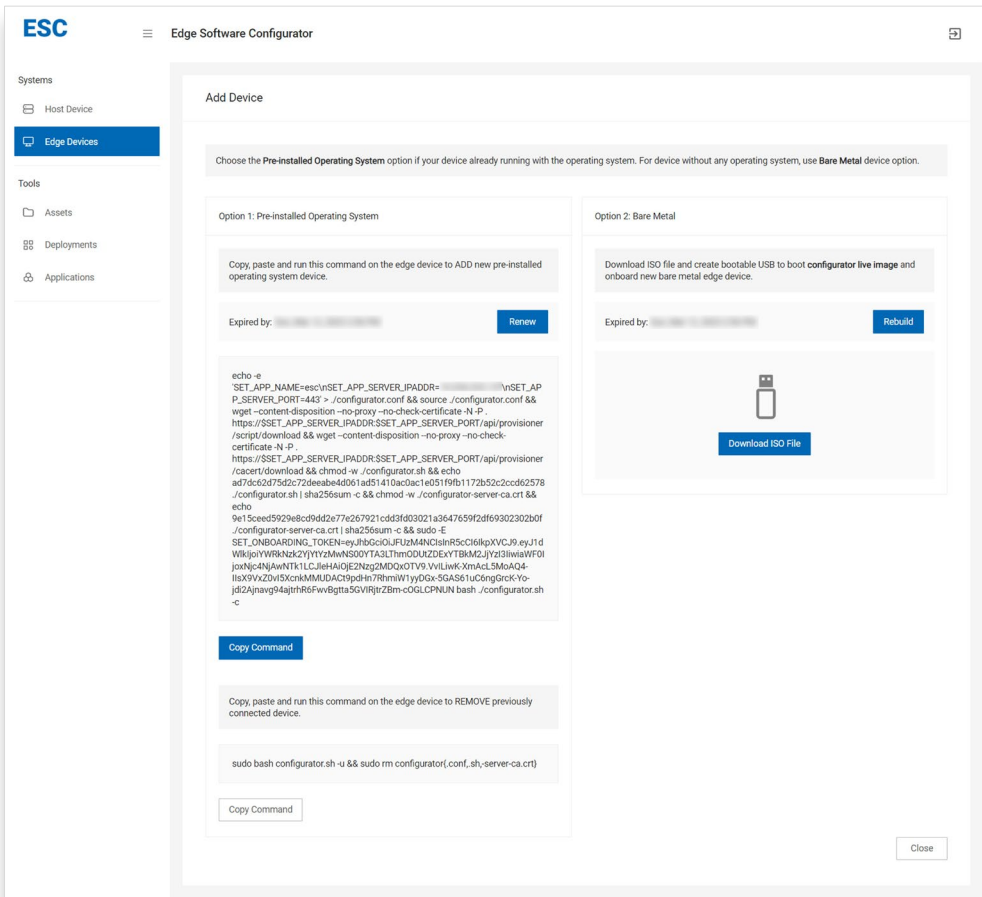 ESC
Edge Software Configurator
Systems
Host Device
Edge Devices
Tools
Assets
Deployments
Applications
Add Device
Choose the Pre-installed Operating System option if your device already running with the operating system. For device without any operating system, use Bare Metal device option.
Option 1: Pre-installed Operating System
Copy, paste and run this command on the edge device to ADD new pre-installed
operating system device.
Expired by:
Renew
echo -e
'SET_APP_NAME=esc\nSET_APP_SERVER_IPADDR= \nSET_AP
P_SERVER_PORT=443' > ./configurator.conf && source ./configurator.conf &&
wget --content-disposition --no-proxy --no-check-certificate -N -P .
https://$SET_APP_SERVER_IPADDR:$SET_APP_SERVER_PORT/api/provisioner
/script/download && wget --content-disposition --no-proxy --no-check-
certificate -N -P .
https://$SET_APP_SERVER_IPADDR:$SET_APP_SERVER_PORT/api/provisioner
/cacert/download && chmod -w ./configurator.sh && echo
ad7dc62d75d2c72deeabe4d061ad51410ac0ac1e051f9fb1172b52c2ccd62578
./configurator.sh | sha256sum -c && chmod -w ./configurator-server-ca.crt &&
echo
9e15ceed5929e8cd9dd2e77e267921cdd3fd03021a3647659f2df69302302b0f
./configurator-server-ca.crt | sha256sum -c && sudo -E
SET_ONBOARDING_TOKEN=eyJhbGciOiJFUzM4NCIsInR5cCI6IkpXVCJ9.eyJ1d
WlkIjoiYWRkNzk2YjYtYzMwNS00YTA3LThmODUtZDExYTBkM2JjYzI3IiwiaWF0I
joxNjc4NjAwNTk1LCJleHAiOjE2Nzg2MDQxOTV9.VvILiwK-XmAcL5MoAQ4-
IIsX9VxZ0vI5XcnkMMUDACt9pdHn7RhmiW1yyDGx-5GAS61uC6ngGrcK-Yo-
jdi2Ajnavg94ajtrhR6FwvBgtta5GVIRjtrZBm-cOGLCPNUN bash ./configurator.sh
-c
Copy Command
Copy, paste and run this command on the edge device to REMOVE previously
connected device.
sudo bash configurator.sh -u && sudo rm configurator{.conf,.sh,-server-ca.crt}
Copy Command
Option 2: Bare Metal
Download ISO file and create bootable USB to boot configurator live image and
onboard new bare metal edge device.
Expired by:
Rebuild
Download ISO File
Close